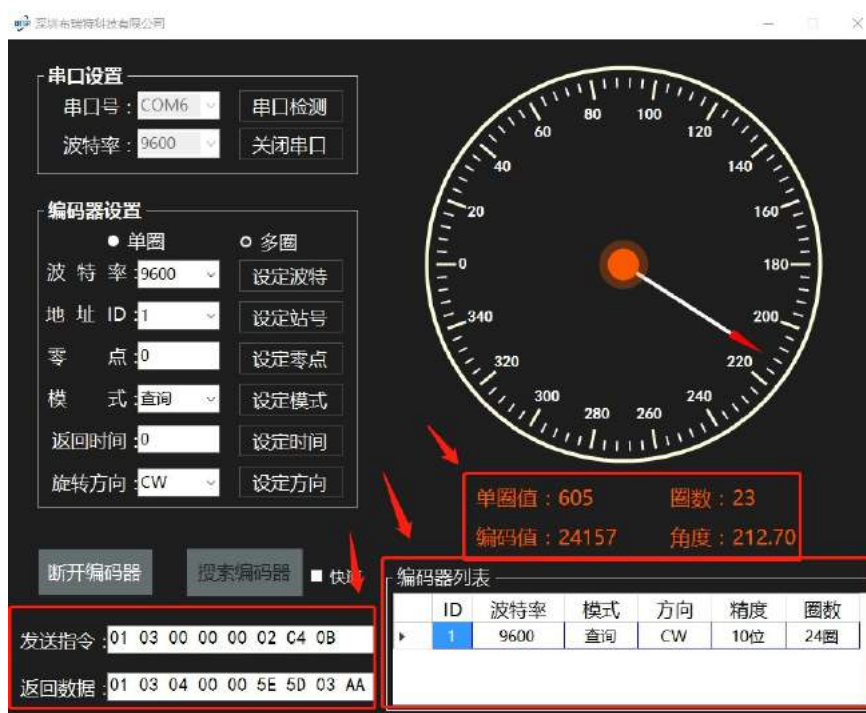 深圳布瑞特科技有限公司
串口设置
串口号：COM6 串口检测
波特率：9600 关闭串口
编码器设置
单圈 多圈
波 特 率：9600 设定波特
地 址 ID：1 设定站号
零 点：0 设定零点
模 式：查询 设定模式
返回时间：0 设定时间
旋转方向：CW 设定方向
0
20
40
60
80
100
120
140
160
180
200
220
240
260
280
300
320
340
单圈值：605 圈数：23
编码值：24157 角度：212.70
断开编码器 搜索编码器
发送指令：01 03 00 00 00 02 C4 0B
返回数据：01 03 04 00 00 5E 5D 03 AA
编码器列表
ID 波特率 模式 方向 精度 圈数
1 9600 查询 CW 10位 24圈